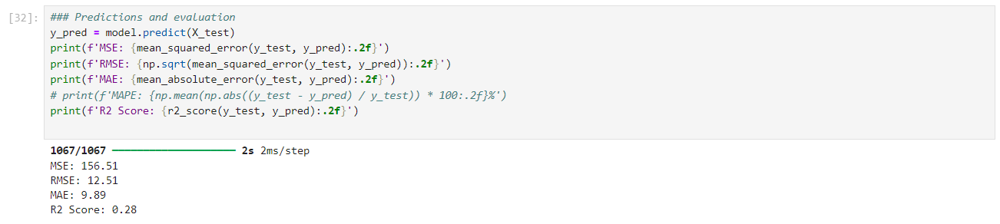 [32]: ### Predictions and evaluation
y_pred = model.predict(X_test)
print(f'MSE: {mean_squared_error(y_test, y_pred):.2f}')
print(f'RMSE: {np.sqrt(mean_squared_error(y_test, y_pred)):.2f}')
print(f'MAE: {mean_absolute_error(y_test, y_pred):.2f}')
# print(f'MAPE: {np.mean(np.abs((y_test - y_pred) / y_test)) * 100:.2f}%')
print(f'R2 Score: {r2_score(y_test, y_pred):.2f}')
1067/1067 ━━━━━━━━━━━━━━━━━━━━ 2s 2ms/step
MSE: 156.51
RMSE: 12.51
MAE: 9.89
R2 Score: 0.28